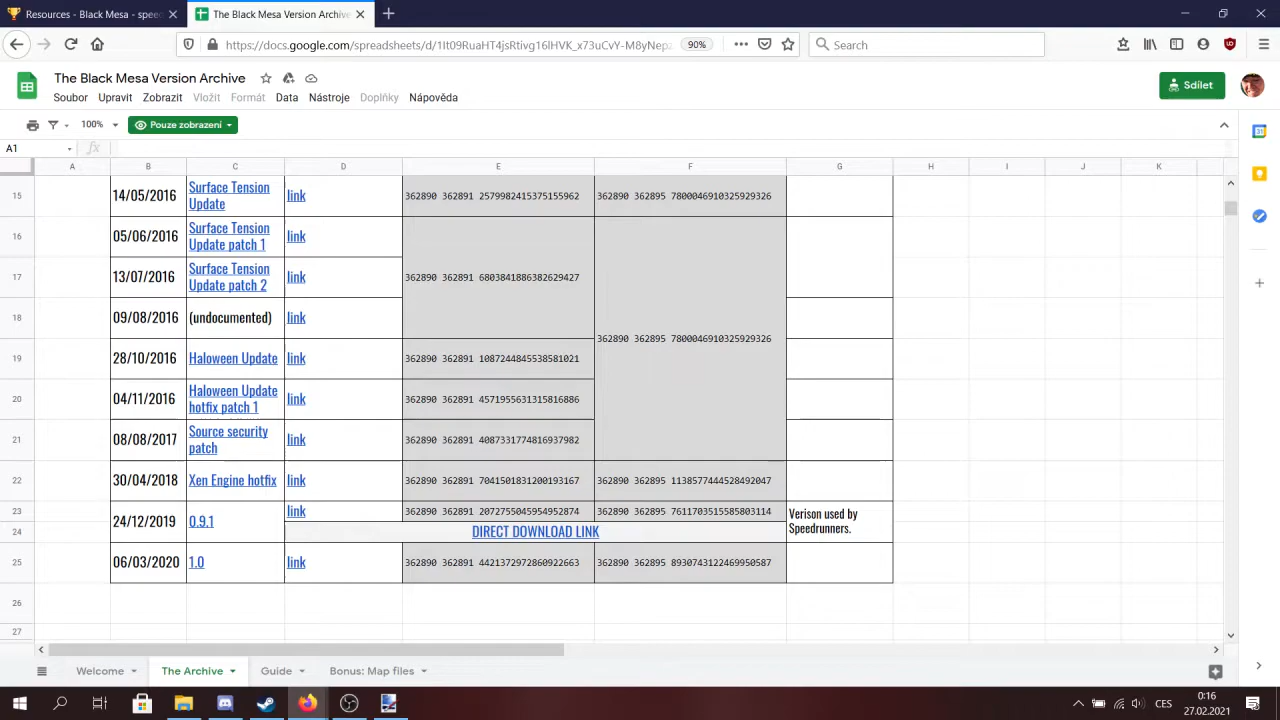 Resources - Black Mesa - spee
The Black Mesa Version Archive
https://docs.google.com/spreadsheets/d/
90%
Search
The Black Mesa Version Archive
Soubor Upravit Zobrazit Vložit Formát Data Nástroje Doplňky Nápověda
Sdílet
100%
Pouze zobrazení
A1
fx
A B C D E F G H I J K
15 14/05/2016 Surface Tension
Update
link 362890 362891 2579982415375155962 362890 362895 7800046910325929326
16 05/06/2016 Surface Tension
Update patch 1
link
17 13/07/2016 Surface Tension
Update patch 2
link 362890 362891 6803841886382629427
18 09/08/2016 (undocumented) link
362890 362895 7800046910325929326
19 28/10/2016 Haloween Update link 362890 362891 1087244845538581021
20 04/11/2016 Haloween Update
hotfix patch 1
link 362890 362891 4571955631315816886
21 08/08/2017 Source security
patch
link 362890 362891 4087331774816937982
22 30/04/2018 Xen Engine hotfix link 362890 362891 7041501831200193167 362890 362895 1138577444528492047
23 24/12/2019 0.9.1 link 362890 362891 2072755045954952874 362890 362895 7611703515585803114
Verison used by
Speedrunners.
24 DIRECT DOWNLOAD LINK
25 06/03/2020 1.0 link 362890 362891 4421372972860922663 362890 362895 8930743122469950587
26
27
Welcome The Archive Guide Bonus: Map files
CES
0:16
27.02.2021